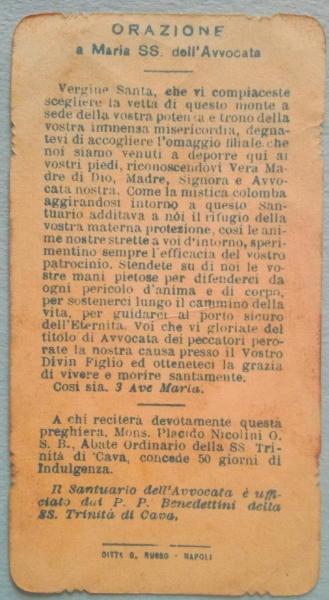 ORAZIONE
a Maria SS. dell'Avvocata
Vergine Santa, che vi compiaceste
scegliere la vetta di questo monte a
sede della vostra potenza e trono della
vostra immensa misericordia, degna-
tevi di accogliere l'omaggio filiale che
noi siamo venuti a deporre qui ai
vostri piedi, riconoscendovi Vera Ma-
dre di Dio, Madre, Signora e Avvo-
cata nostra. Come la mistica colomba
aggirandosi intorno a questo San-
tuario additava a noi il rifugio della
vostra materna protezione, così le ani-
me nostre strette a voi d'intorno, speri-
mentino sempre l'efficacia del vostro
patrocinio. Stendete su di noi le vo-
stre mani pietose per difenderci da
ogni pericolo d'anima e di corpo,
per sostenerci lungo il cammino della
vita, per guidarci al porto sicuro
dell'Eternità. Voi che vi gloriate del
titolo di Avvocata dei peccatori pero-
rate la nostra causa presso il Vostro
Divin Figlio ed otteneteci la grazia
di vivere e morire santamente.
Così sia. 3 Ave Maria.
A chi reciterà devotamente questa
preghiera, Mons. Placido Nicolini O.
S. B., Abate Ordinario della SS Tri-
nità di Cava, concede 50 giorni di
Indulgenza.
Il Santuario dell'Avvocata è uffi-
ciato dai P. P. Benedettini della
SS. Trinità di Cava.
DITTA G. RUSSO - NAPOLI